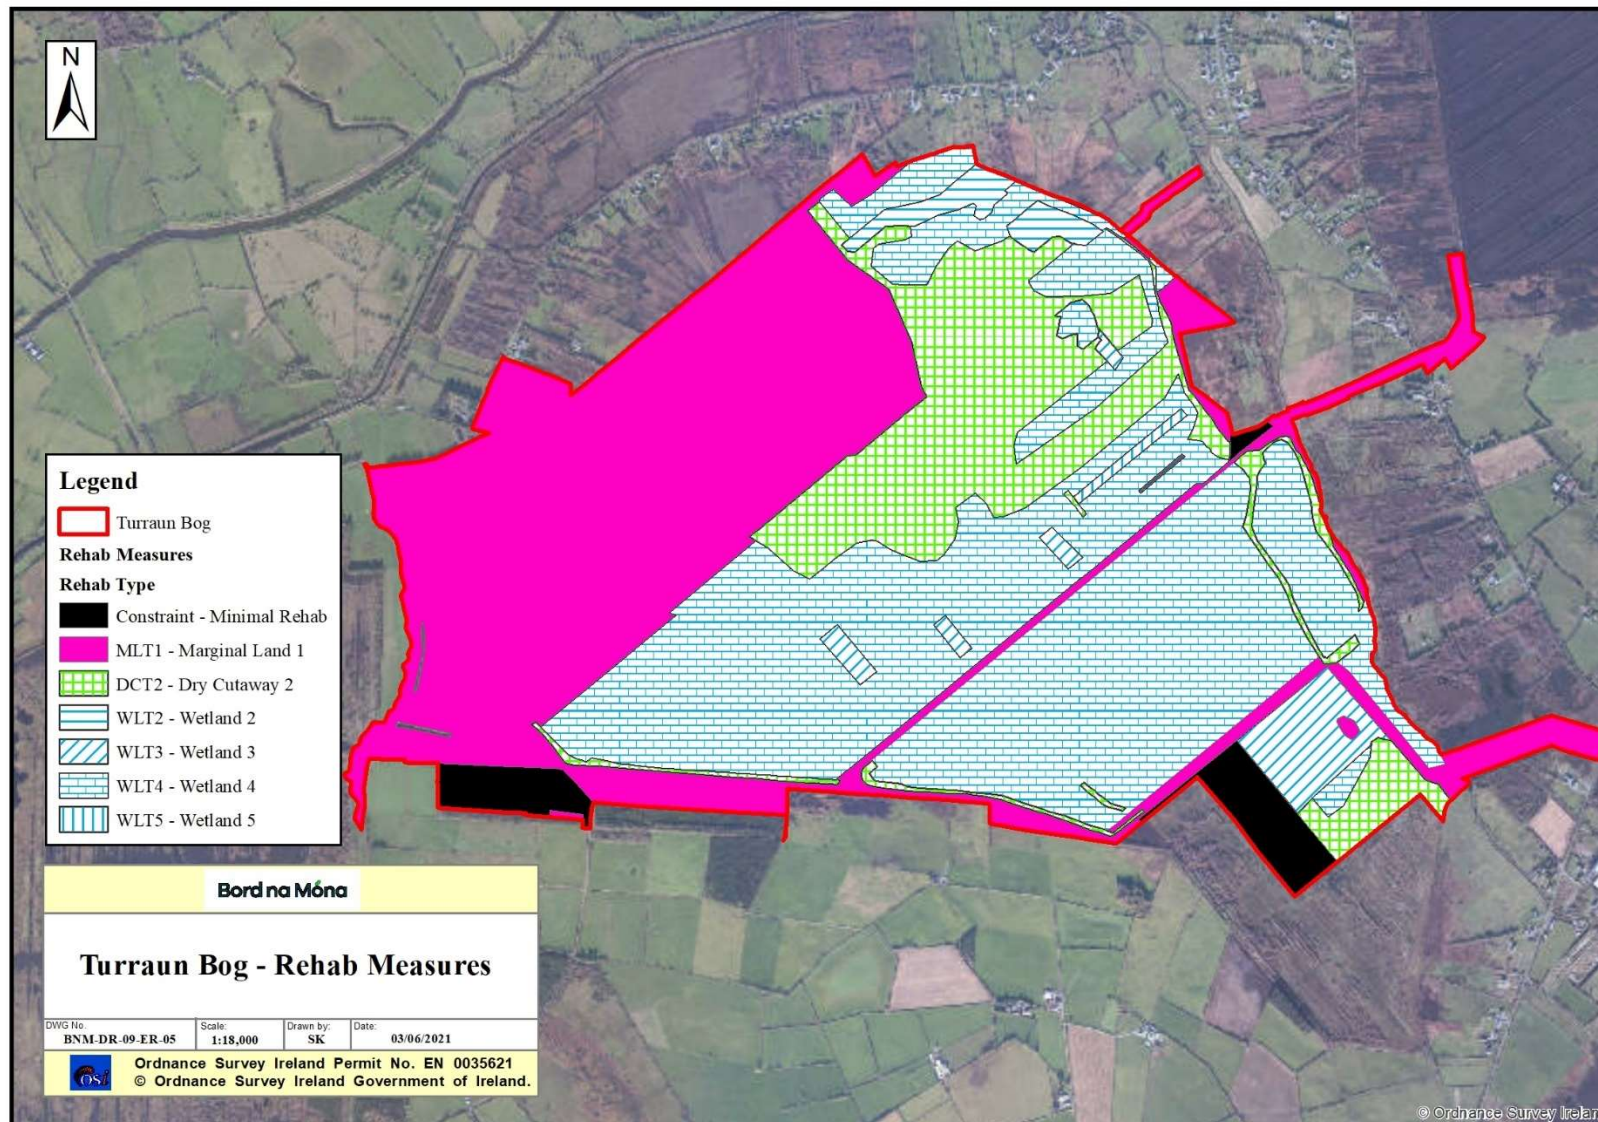 N
Legend
Turraun Bog
Rehab Measures
Rehab Type
Constraint - Minimal Rehab
MLT1 - Marginal Land 1
DCT2 - Dry Cutaway 2
WLT2 - Wetland 2
WLT3 - Wetland 3
WLT4 - Wetland 4
WLT5 - Wetland 5
Bord na Móna
Turraun Bog - Rehab Measures
DWG No. Scale: Drawn by: Date:
BNM-DR-09-ER-05 1:18,000 SK 03/06/2021
osi
Ordnance Survey Ireland Permit No. EN 0035621
© Ordnance Survey Ireland Government of Ireland.
© Ordnance Survey Irelan